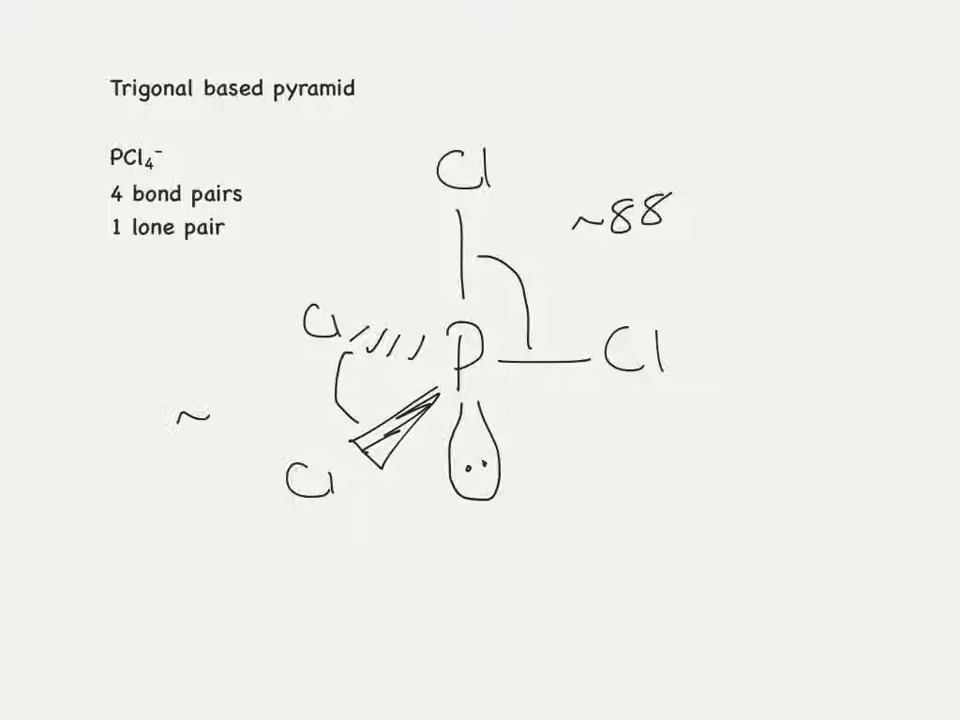 Trigonal based pyramid
PCl₄⁻
4 bond pairs
1 lone pair
Cl
~88
Cl
P
Cl
~
Cl